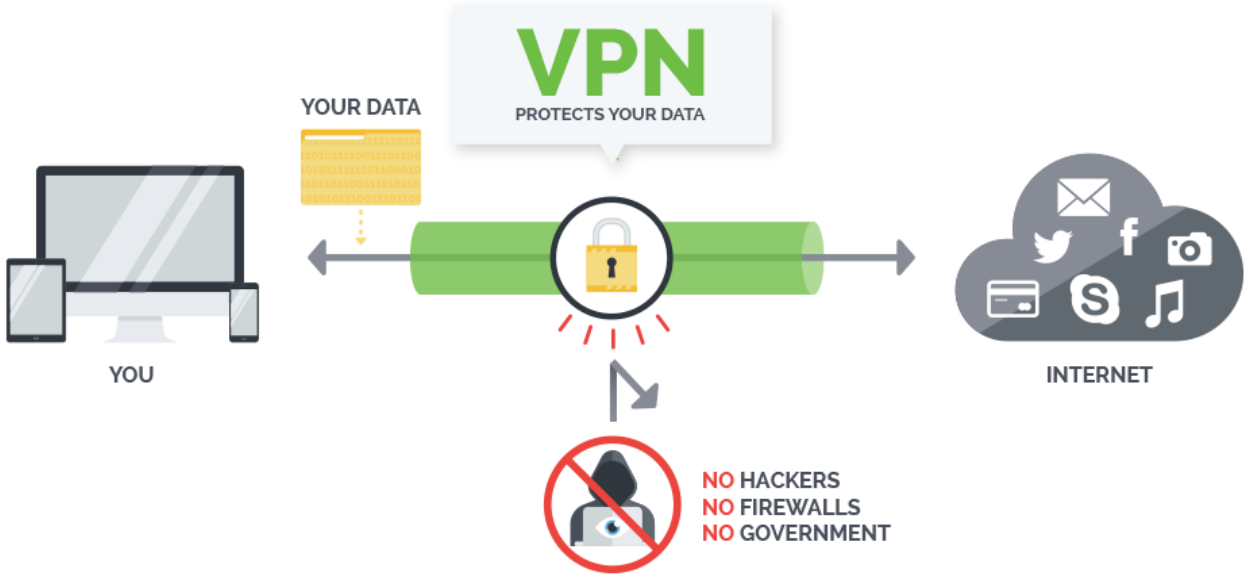 VPN
PROTECTS YOUR DATA
YOUR DATA
YOU
INTERNET
NO HACKERS
NO FIREWALLS
NO GOVERNMENT